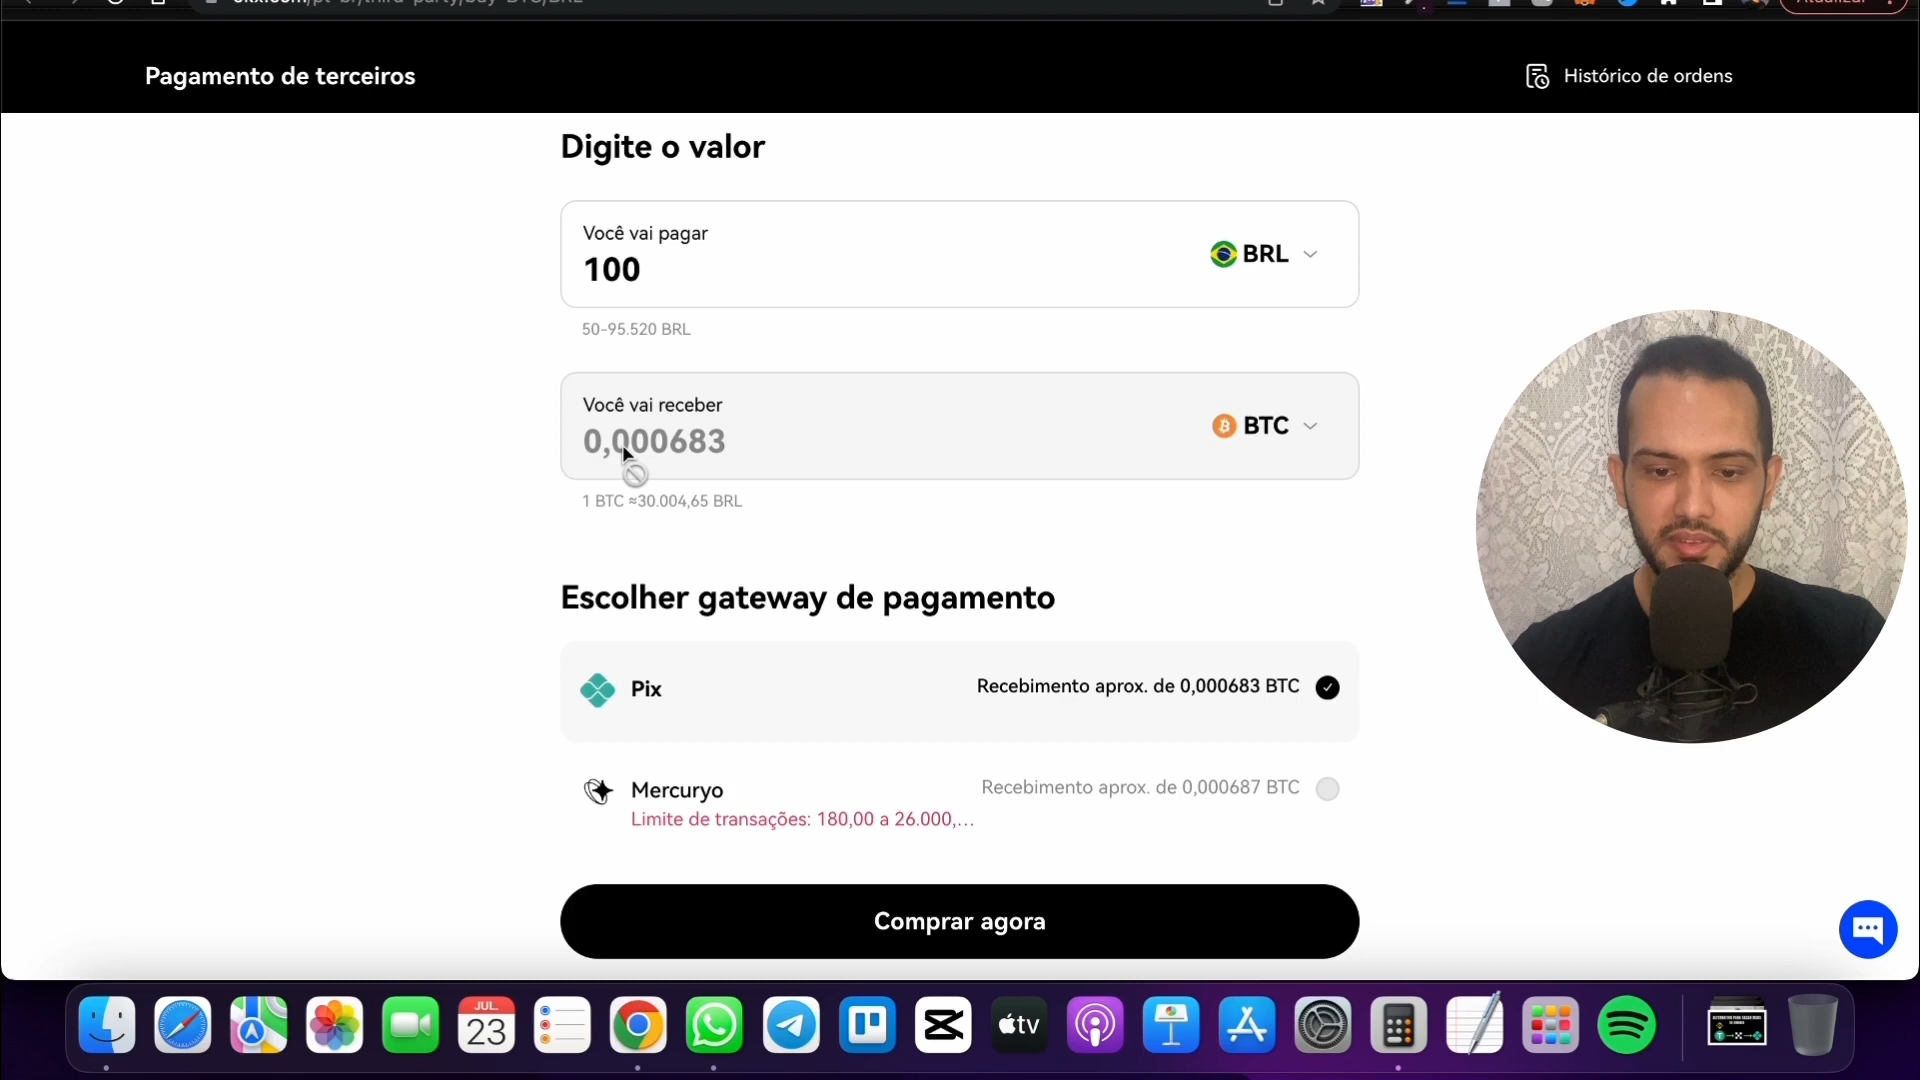 Pagamento de terceiros
Histórico de ordens
Digite o valor
Você vai pagar
100
BRL
50-95.520 BRL
Você vai receber
0,000683
BTC
1 BTC ≈30.004,65 BRL
Escolher gateway de pagamento
Pix
Recebimento aprox. de 0,000683 BTC
Mercuryo
Recebimento aprox. de 0,000687 BTC
Limite de transações: 180,00 a 26.000,...
Comprar agora
JUL
23
tv